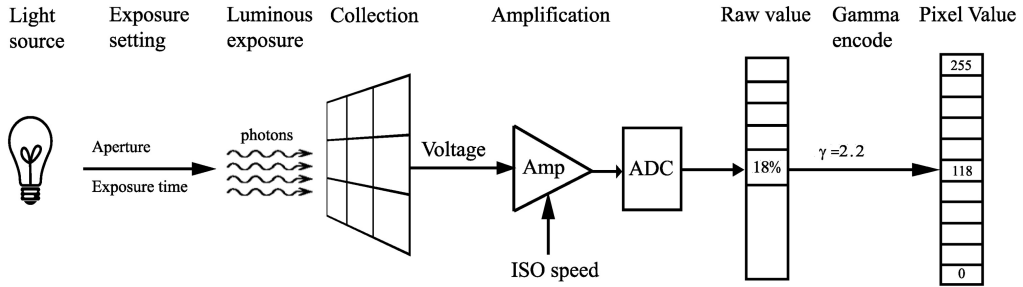 Light source
Exposure setting
Luminous exposure
Collection
Amplification
Raw value
Gamma encode
Pixel Value
Aperture
Exposure time
photons
Voltage
Amp
ISO speed
ADC
18%
γ =2.2
255
118
0